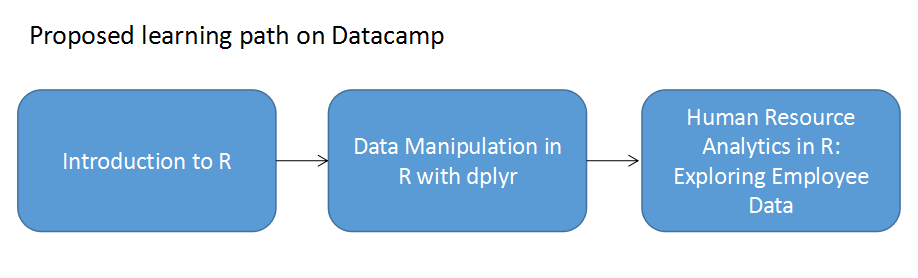 Proposed learning path on Datacamp
Introduction to R
Data Manipulation in
R with dplyr
Human Resource
Analytics in R:
Exploring Employee
Data